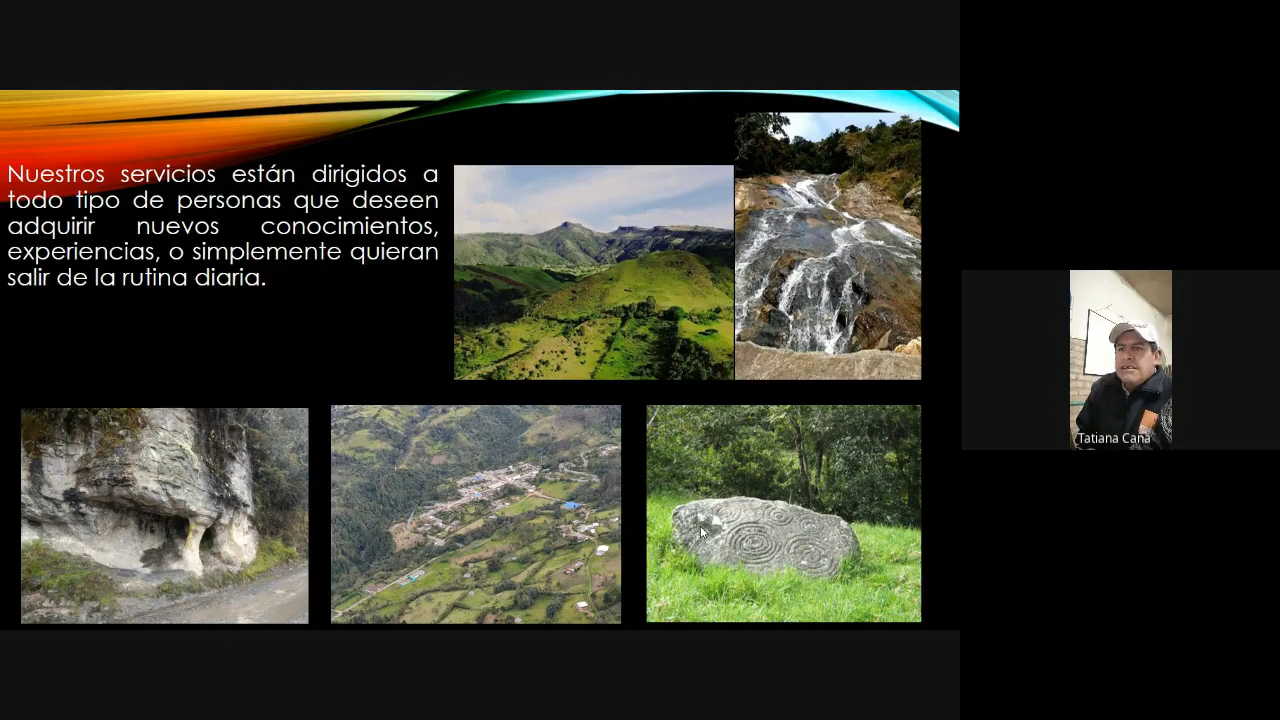 Nuestros servicios están dirigidos a
todo tipo de personas que deseen
adquirir nuevos conocimientos,
experiencias, o simplemente quieran
salir de la rutina diaria.
Tatiana Cana